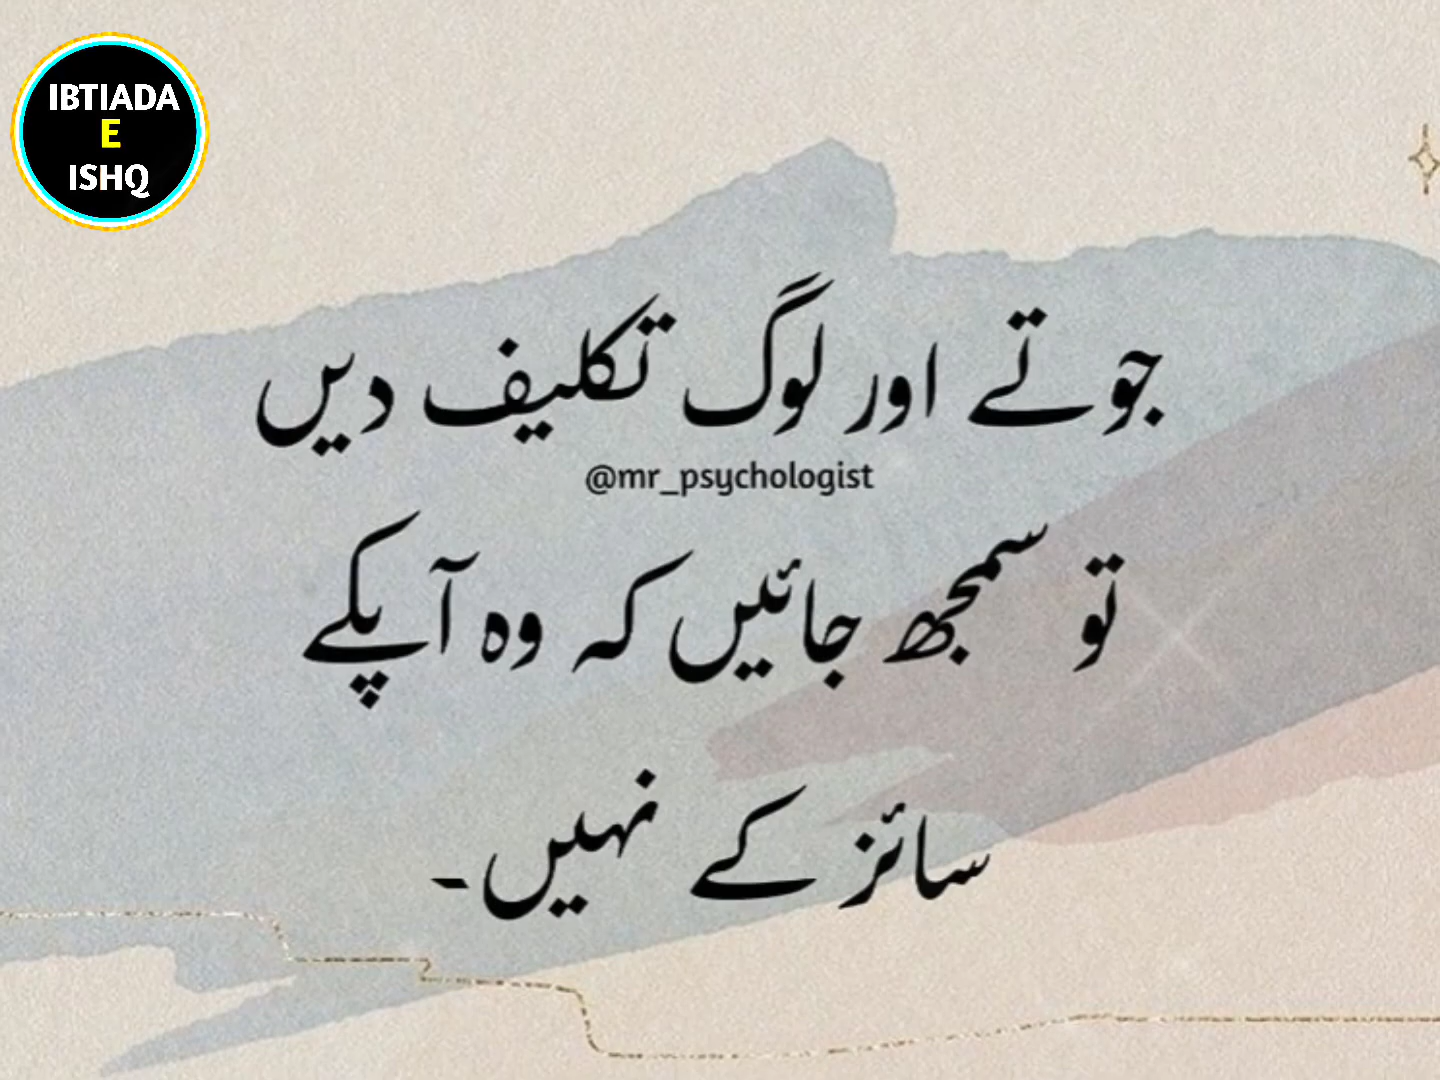 IBTIADA
E
ISHQ
جوتے اور لوگ تکلیف دیں
@mr_psychologist
تو سمجھ جائیں کہ وہ آپکے
سائز کے نہیں۔